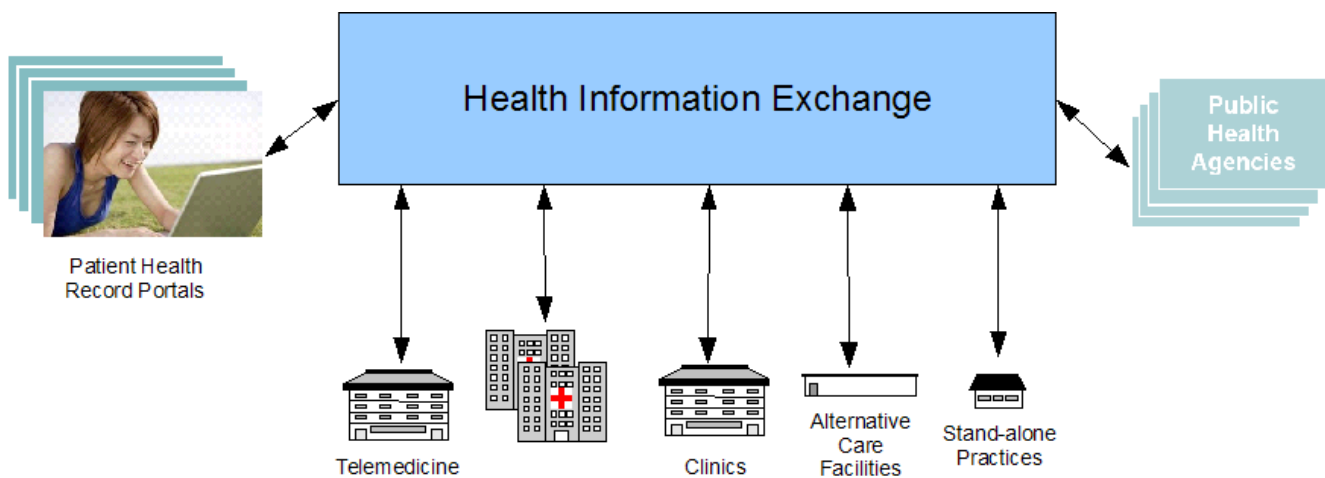 Health Information Exchange
Public
Health
Agencies
Patient Health
Record Portals
Telemedicine
Clinics
Alternative
Care
Facilities
Stand-alone
Practices